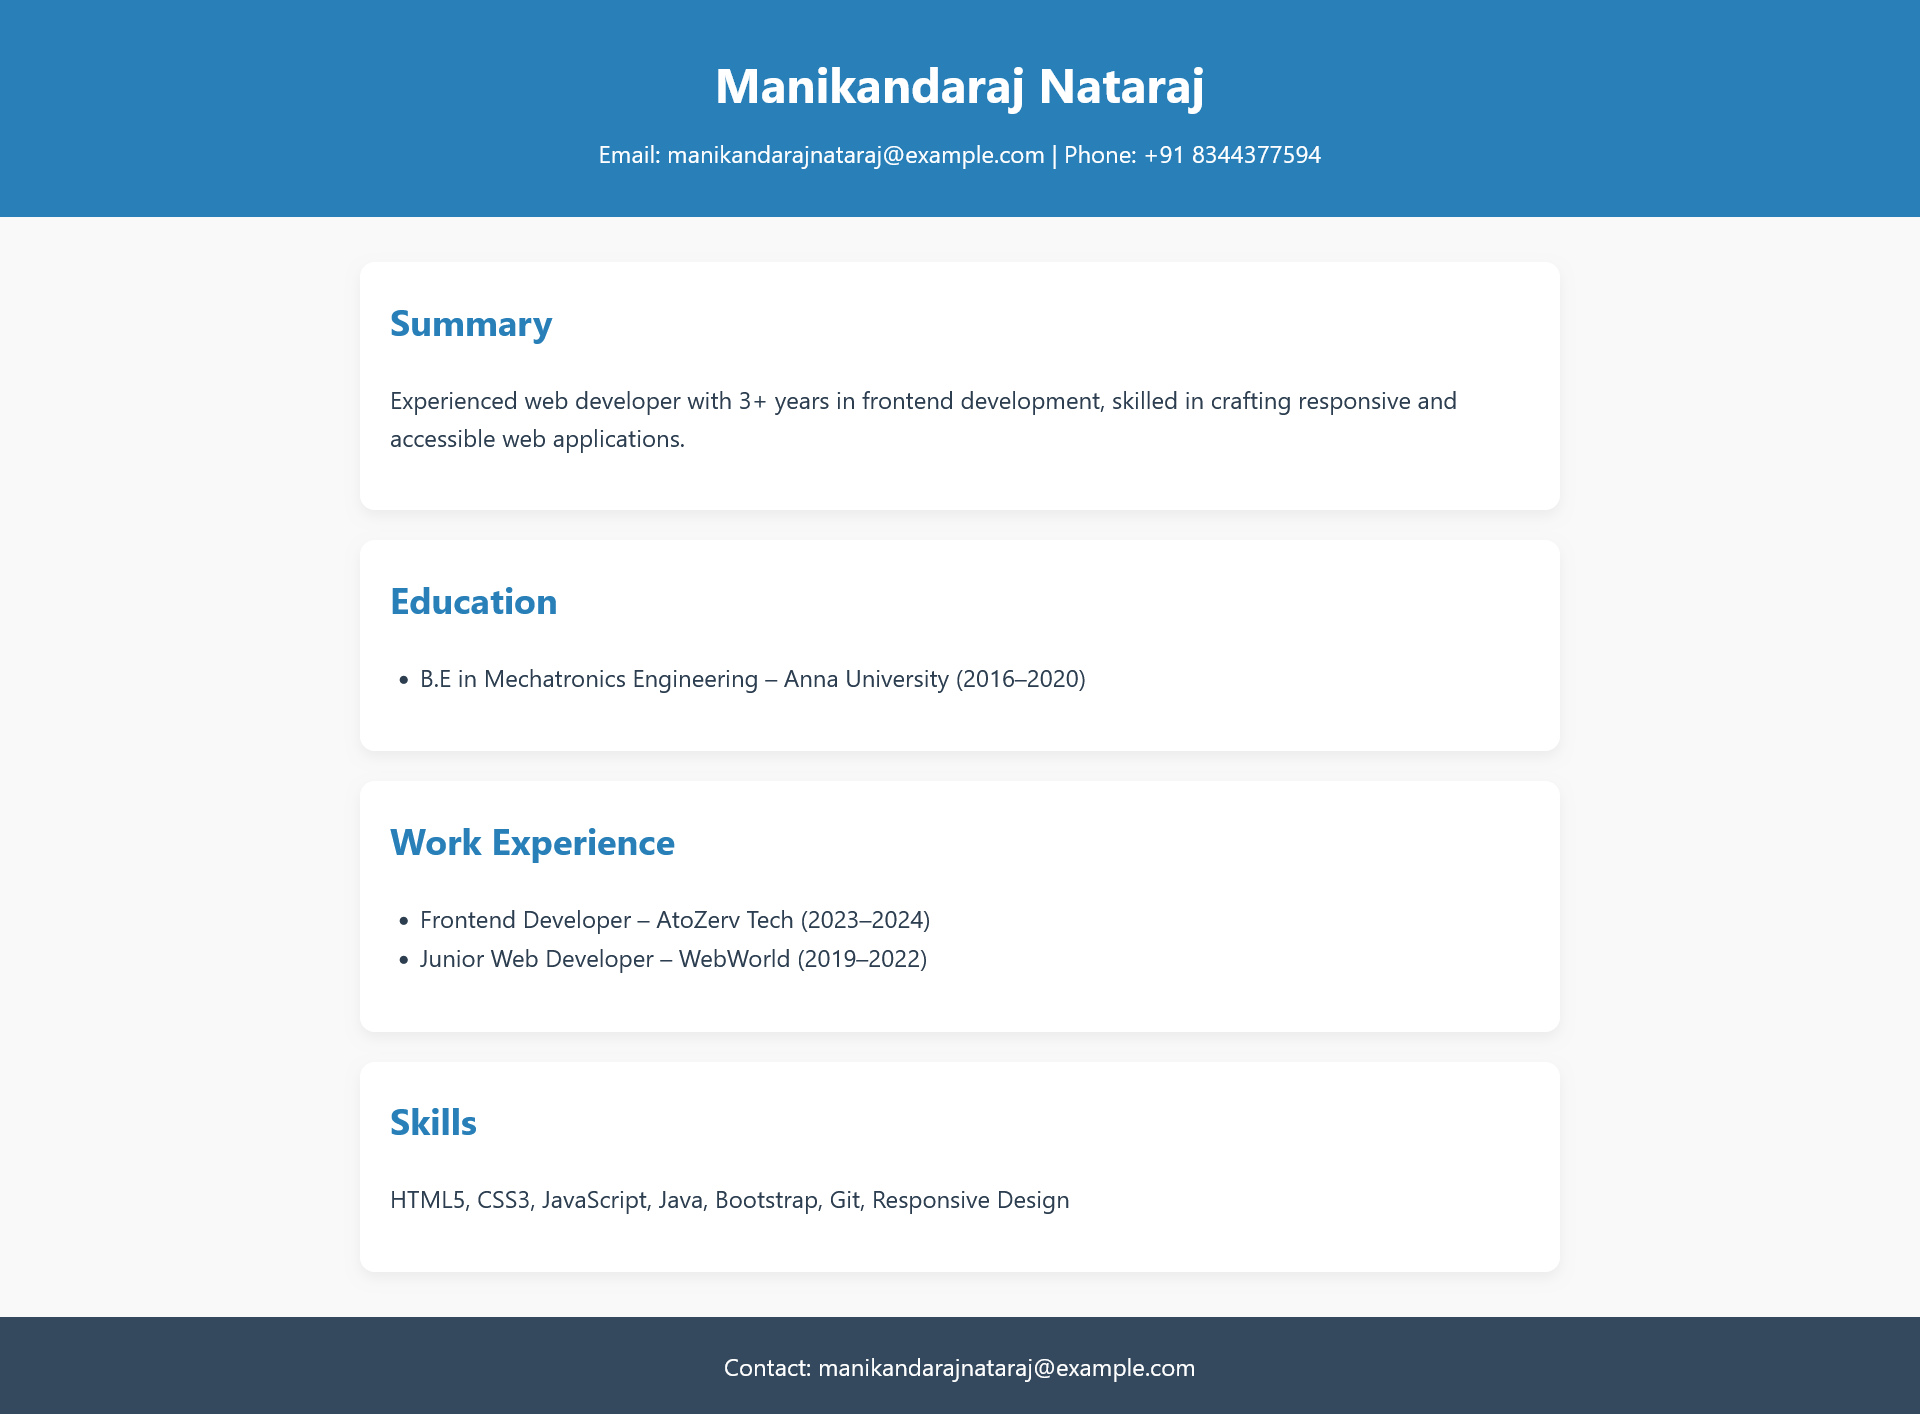 Manikandaraj Nataraj
Email: manikandarajnataraj@example.com | Phone: +91 8344377594
Summary
Experienced web developer with 3+ years in frontend development, skilled in crafting responsive and
accessible web applications.
Education
• B.E in Mechatronics Engineering – Anna University (2016–2020)
Work Experience
• Frontend Developer – AtoZerv Tech (2023–2024)
• Junior Web Developer – WebWorld (2019–2022)
Skills
HTML5, CSS3, JavaScript, Java, Bootstrap, Git, Responsive Design
Contact: manikandarajnataraj@example.com